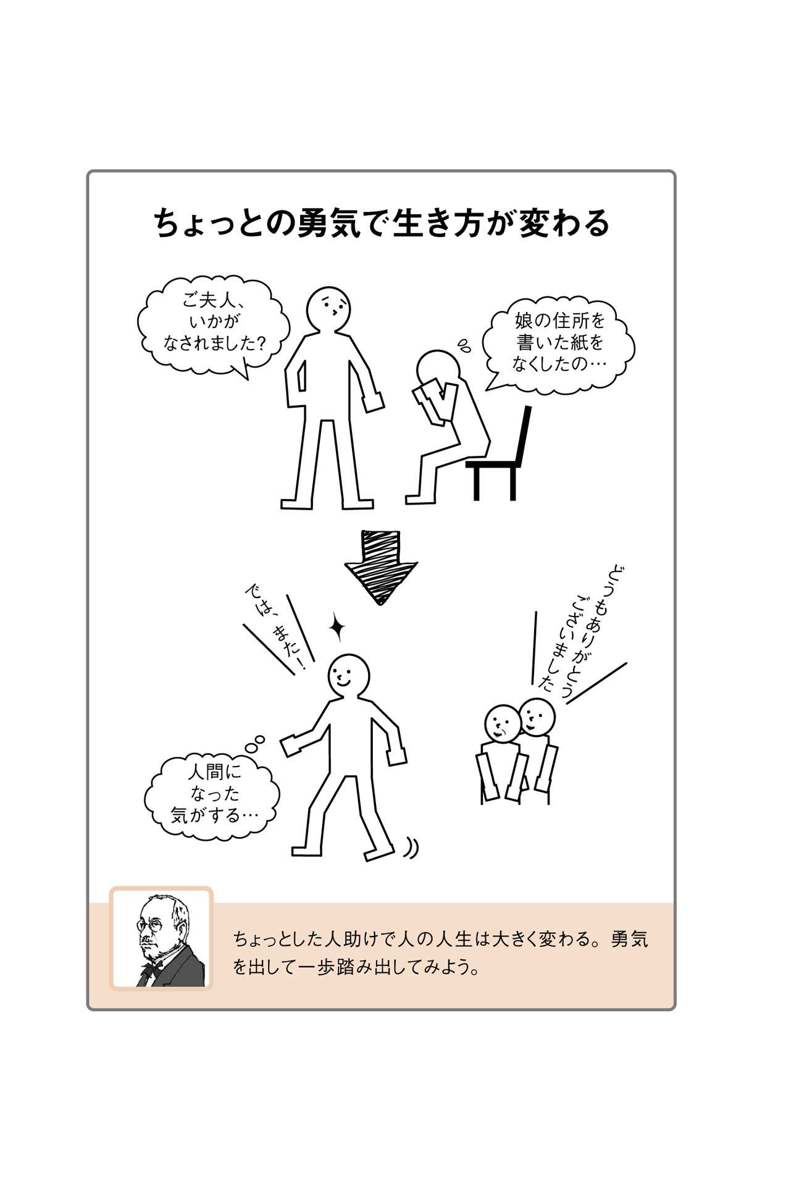 ちょっとの勇気で生き方が変わる
ご夫人、
いかが
なされました?
娘の住所を
書いた紙を
なくしたの…
では、また!
どうもありがとう
ございました
人間に
なった
気がする…
ちょっとした人助けで人の人生は大きく変わる。勇気
を出して一歩踏み出してみよう。